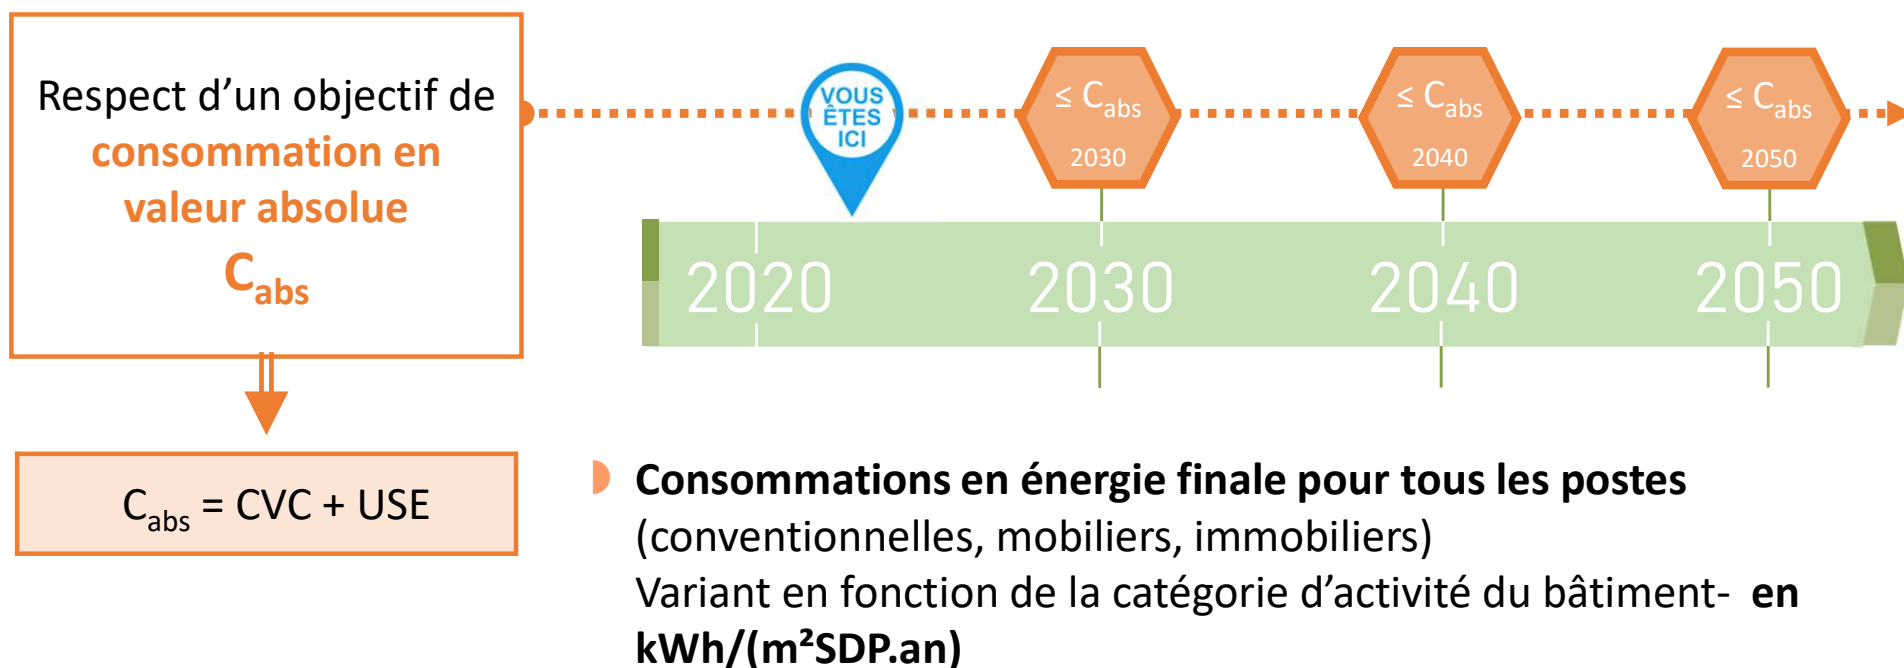 Respect d’un objectif de
consommation en
valeur absolue
Cabs
Cabs = CVC + USE
VOUS
ÊTES
ICI
≤ Cabs
2030
≤ Cabs
2040
≤ Cabs
2050
2020
2030
2040
2050
Consommations en énergie finale pour tous les postes
(conventionnelles, mobiliers, immobiliers)
Variant en fonction de la catégorie d’activité du bâtiment- en
kWh/(m²SDP.an)